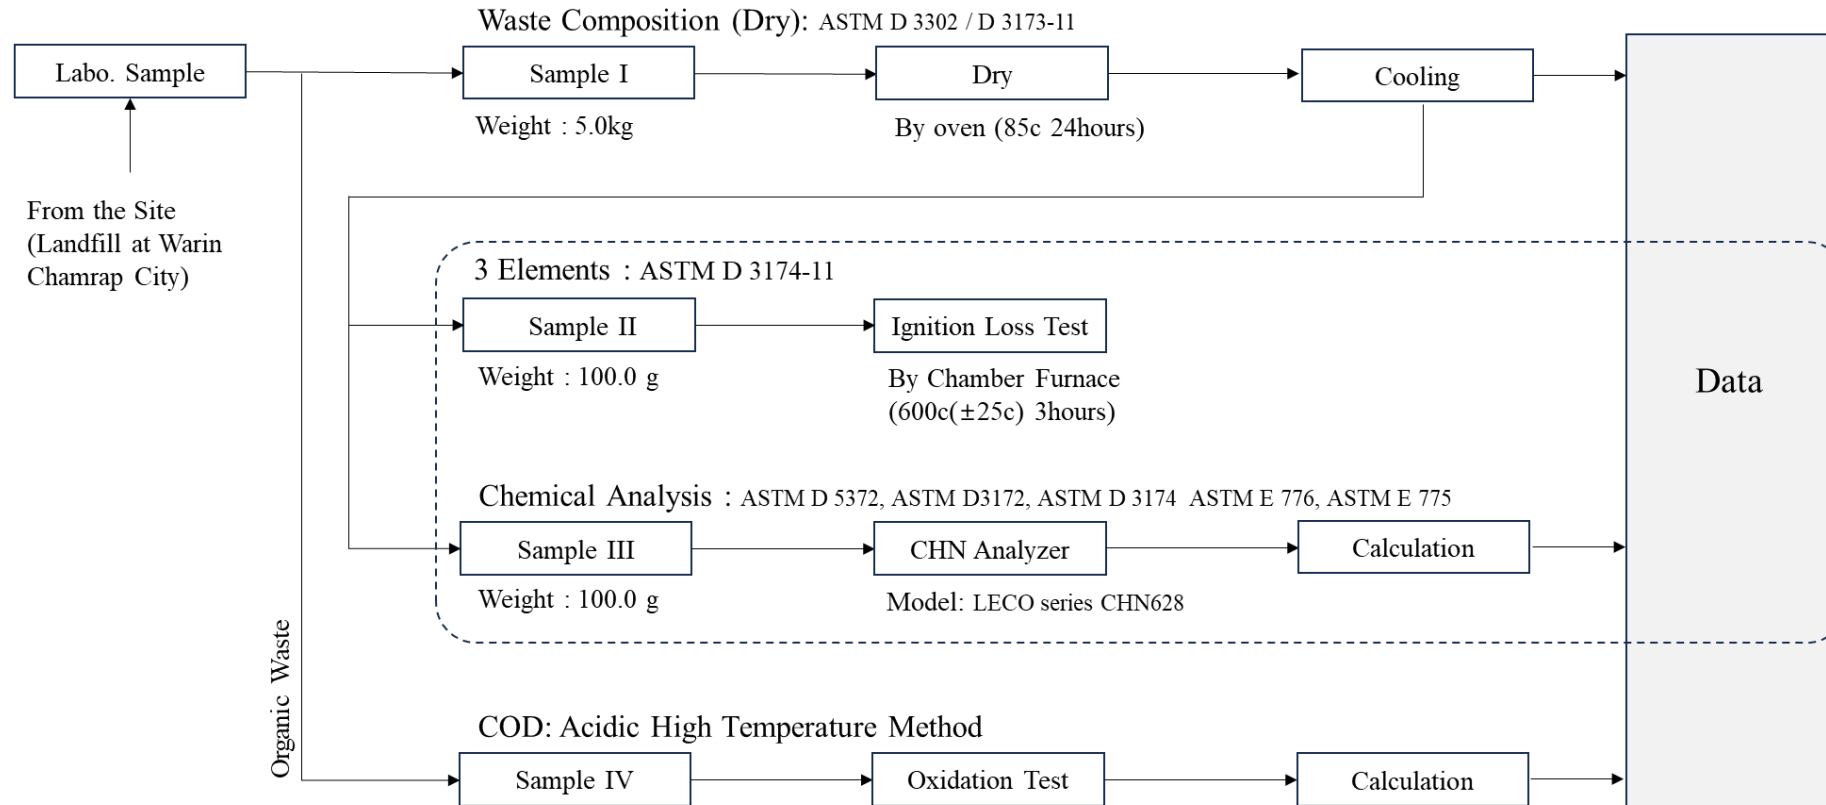 Waste Composition (Dry): ASTM D 3302 / D 3173-11
Labo. Sample
Sample I
Dry
Cooling
Weight : 5.0kg
By oven (85c 24hours)
From the Site
(Landfill at Warin
Chamrap City)
3 Elements : ASTM D 3174-11
Sample II
Ignition Loss Test
Weight : 100.0 g
By Chamber Furnace
(600c(±25c) 3hours)
Data
Chemical Analysis : ASTM D 5372, ASTM D3172, ASTM D 3174 ASTM E 776, ASTM E 775
Sample III
CHN Analyzer
Calculation
Weight : 100.0 g
Model: LECO series CHN628
Organic Waste
COD: Acidic High Temperature Method
Sample IV
Oxidation Test
Calculation